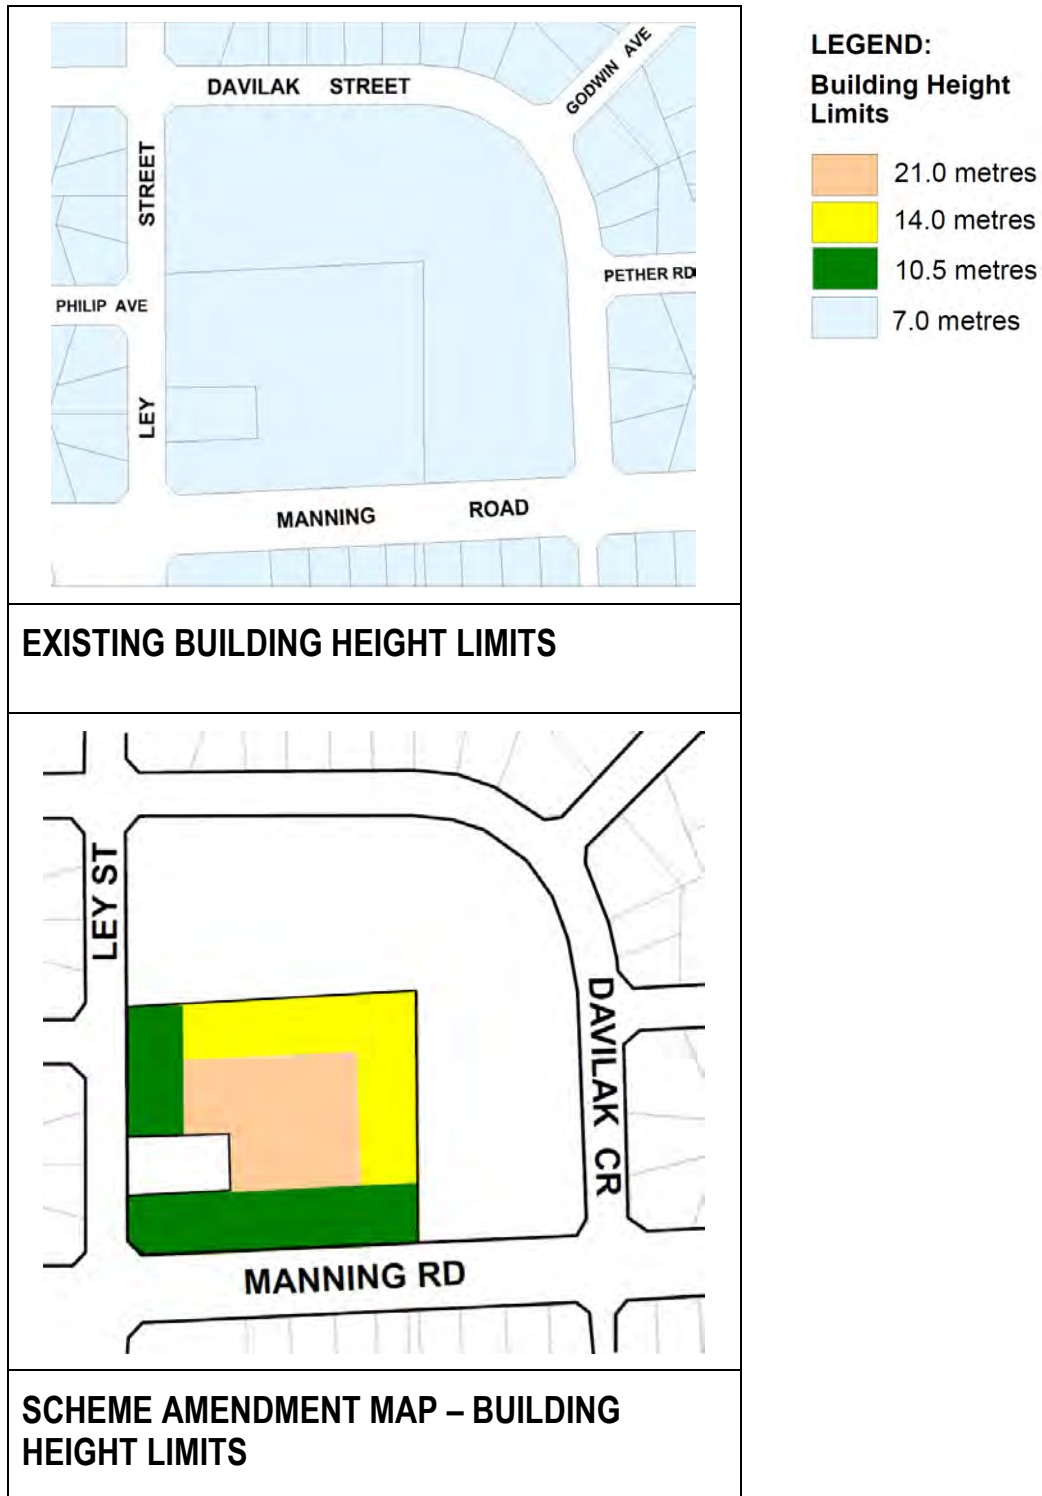 DAVILAK STREET
GODWIN AVE
STREET
PETHER RD
PHILIP AVE
LEY
MANNING ROAD
EXISTING BUILDING HEIGHT LIMITS
LEGEND:
Building Height
Limits
21.0 metres
14.0 metres
10.5 metres
7.0 metres
LEY ST
DAVILAK CR
MANNING RD
SCHEME AMENDMENT MAP – BUILDING
HEIGHT LIMITS